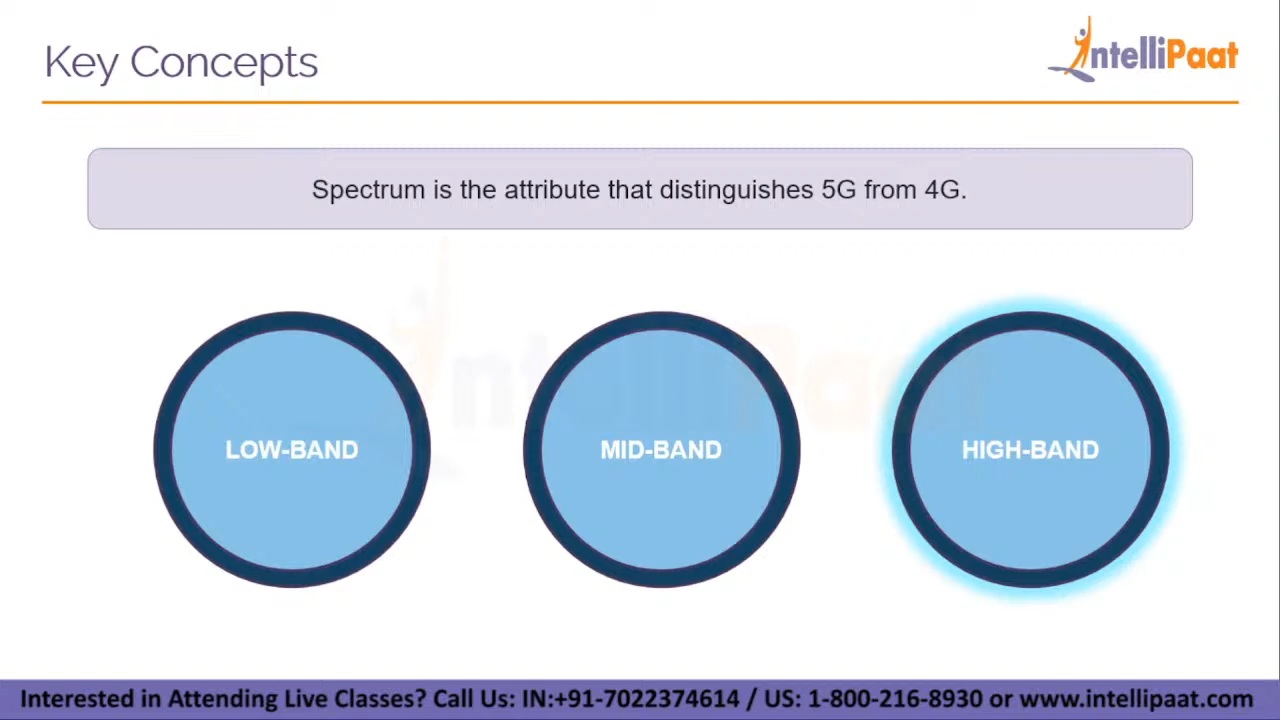 Key Concepts
IntelliPaat
Spectrum is the attribute that distinguishes 5G from 4G.
IntelliPaat
LOW-BAND
MID-BAND
HIGH-BAND
Interested in Attending Live Classes? Call Us: IN:+91-7022374614 / US: 1-800-216-8930 or www.intellipaat.com